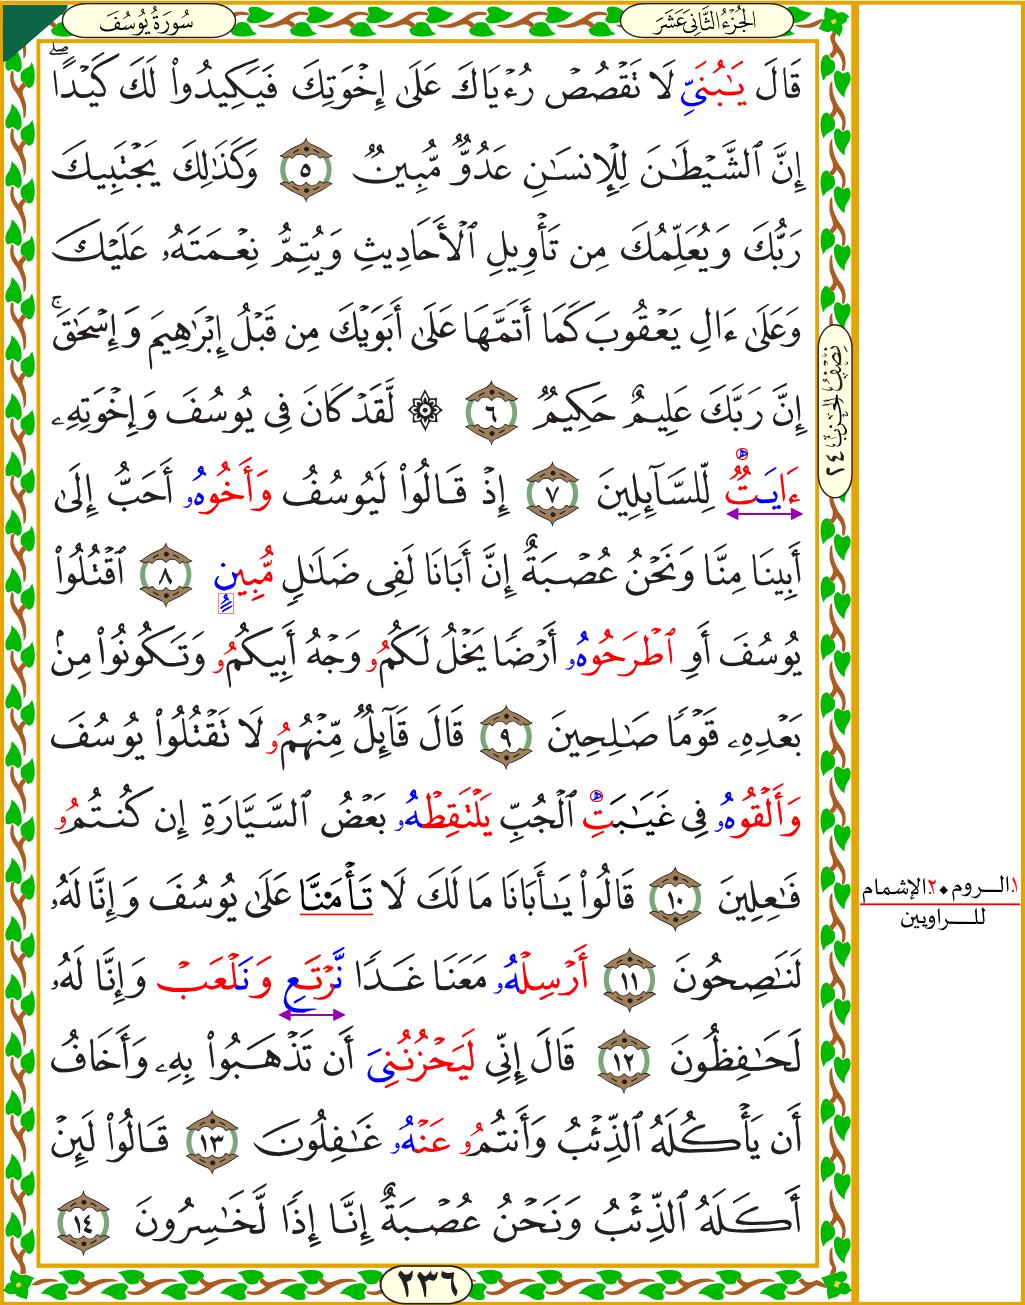 الجُزْءُ الثَّانِيَ عَشَرَ
سُورَةُ يُوسُفَ
قَالَ يَٰبُنَيِّ لَا تَقْصُصْ رُءْيَاكَ عَلَىٰٓ إِخْوَتِكَ فَيَكِيدُوا۟ لَكَ كَيْدًا ۖ
إِنَّ ٱلشَّيْطَٰنَ لِلْإِنسَٰنِ عَدُوٌّ مُّبِينٌ ٥ وَكَذَٰلِكَ يَجْتَبِيكَ
رَبُّكَ وَيُعَلِّمُكَ مِن تَأْوِيلِ ٱلْأَحَادِيثِ وَيُتِمُّ نِعْمَتَهُۥ عَلَيْكَ
وَعَلَىٰٓ ءَالِ يَعْقُوبَ كَمَآ أَتَمَّهَا عَلَىٰٓ أَبَوَيْكَ مِن قَبْلُ إِبْرَٰهِيمَ وَإِسْحَٰقَ ۚ
إِنَّ رَبَّكَ عَلِيمٌ حَكِيمٌ ٦ ۞ لَّقَدْ كَانَ فِى يُوسُفَ وَإِخْوَتِهِۦٓ
ءَايَٰتٌ لِّلسَّآئِلِينَ ٧ إِذْ قَالُوا۟ لَيُوسُفُ وَأَخُوهُۥ أَحَبُّ إِلَىٰٓ
أَبِينَا مِنَّا وَنَحْنُ عُصْبَةٌ إِنَّ أَبَانَا لَفِى ضَلَٰلٍ مُّبِينٍ ٨ ٱقْتُلُوا۟
يُوسُفَ أَوِ ٱطْرَحُوهُۥ أَرْضًا يَخْلُ لَكُمُۥ وَجْهُ أَبِيكُمُۥ وَتَكُونُوا۟ مِنۢ
بَعْدِهِۦ قَوْمًا صَٰلِحِينَ ٩ قَالَ قَآئِلٌ مِّنْهُمُۥ لَا تَقْتُلُوا۟ يُوسُفَ
وَأَلْقُوهُۥ فِى غَيَٰبَتِ ٱلْجُبِّ يَلْتَقِطْهُۥ بَعْضُ ٱلسَّيَّارَةِ إِن كُنتُمُۥ
فَٰعِلِينَ ١٠ قَالُوا۟ يَٰٓأَبَانَا مَا لَكَ لَا تَأْمَ۫نَّا عَلَىٰ يُوسُفَ وَإِنَّا لَهُۥ
لَنَٰصِحُونَ ١١ أَرْسِلْهُۥ مَعَنَا غَدًا نَّرْتَعِ وَنَلْعَبْ وَإِنَّا لَهُۥ
لَحَٰفِظُونَ ١٢ قَالَ إِنِّى لَيَحْزُنُنِىَ أَن تَذْهَبُوا۟ بِهِۦ وَأَخَافُ
أَن يَأْكُلَهُ ٱلذِّئْبُ وَأَنتُمُۥ عَنْهُۥ غَٰفِلُونَ ١٣ قَالُوا۟ لَئِنْ
أَكَلَهُ ٱلذِّئْبُ وَنَحْنُ عُصْبَةٌ إِنَّآ إِذًا لَّخَٰسِرُونَ ١٤
نِصْفُ الحِزْبِ ٢٤
١.الـروم ٢.الإشمام
للـراويين
٢٣٦